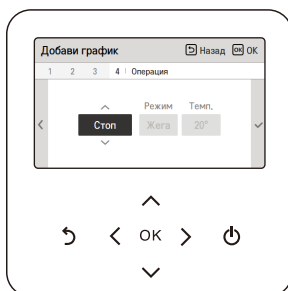 Добави график Назад OK OK
1 2 3 4 Операция
Режим Темп.
Стоп Жега 20°
OK